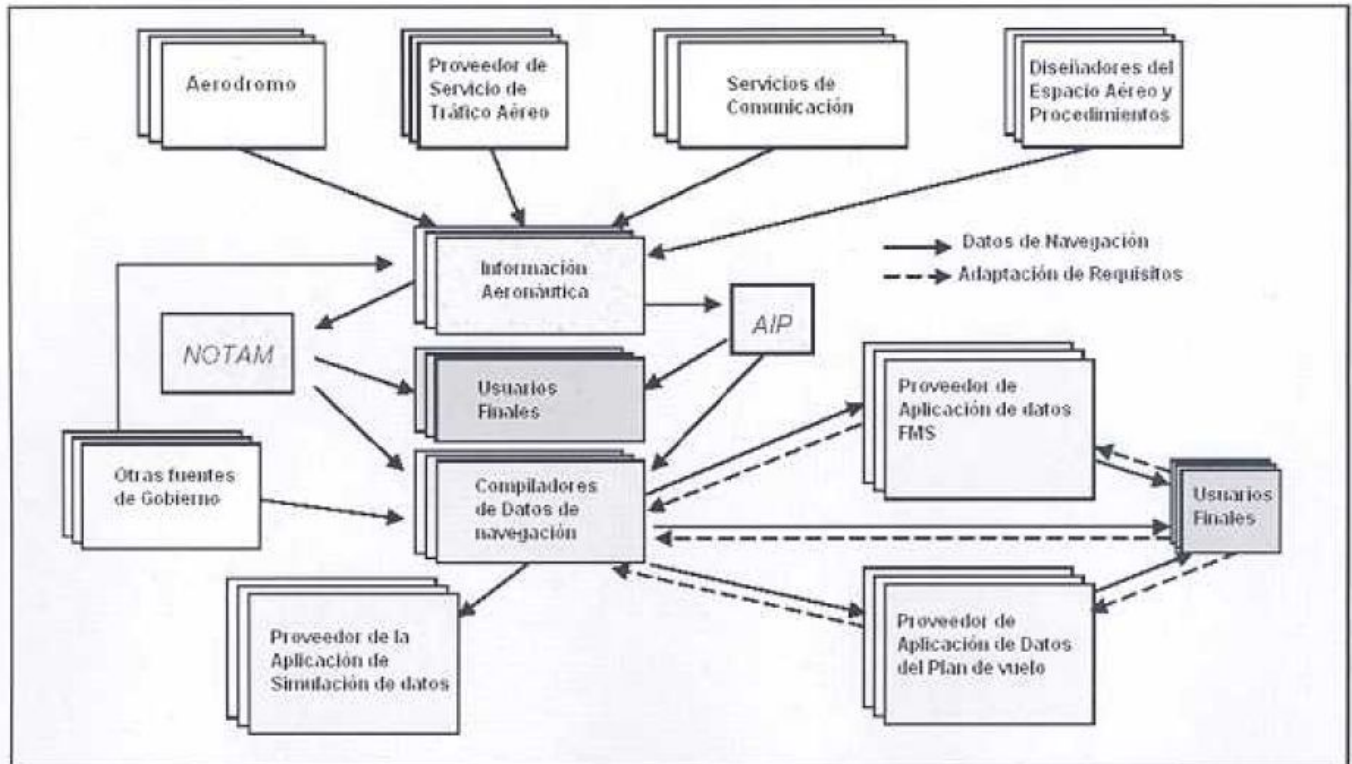 Aerodromo
Proveedor de
Servicio de
Tráfico Aéreo
Servicios de
Comunicación
Diseñadores del
Espacio Aéreo y
Procedimientos
Datos de Navegación
Adaptación de Requisitos
Información
Aeronáutica
NOTAM
AIP
Usuarios
Finales
Proveedor de
Aplicación de datos
FMS
Otras fuentes
de Gobierno
Compiladores
de Datos de
navegación
Usuarios
Finales
Proveedor de la
Aplicación de
Simulación de datos
Proveedor de
Aplicación de Datos
del Plan de vuelo